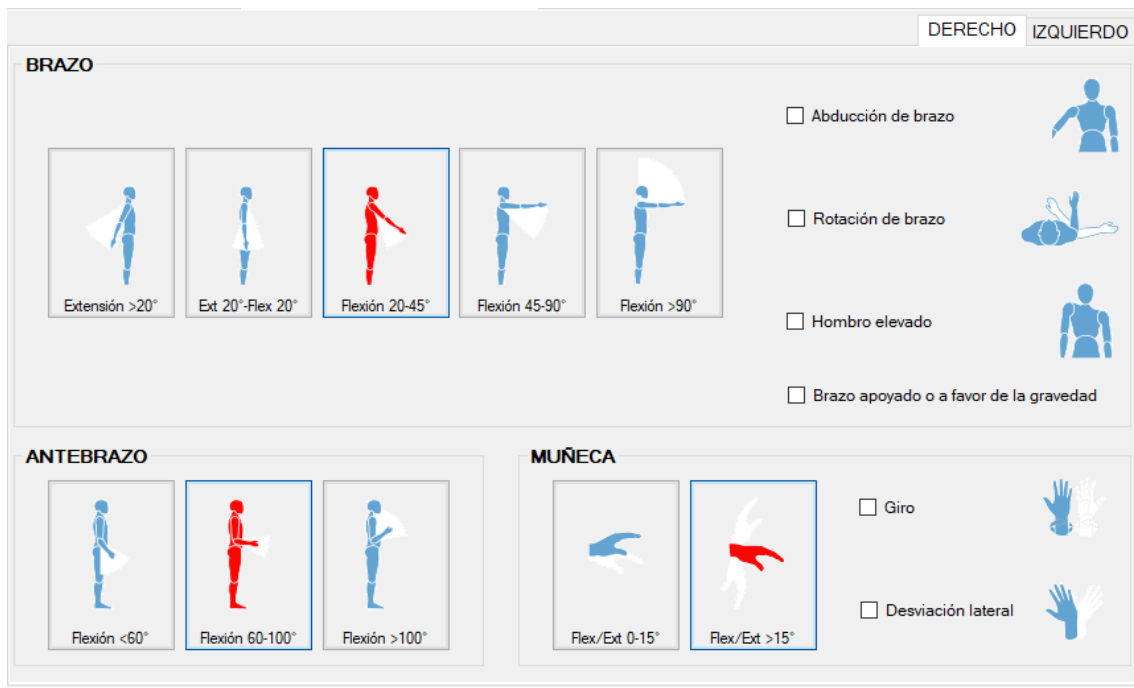 DERECHO IZQUIERDO
BRAZO
Abducción de brazo
Rotación de brazo
Extensión >20° Ext 20°-Flex 20° Flexión 20-45° Flexión 45-90° Flexión >90°
Hombro elevado
Brazo apoyado o a favor de la gravedad
ANTEBRAZO
Flexión <60° Flexión 60-100° Flexión >100°
MUÑECA
Flex/Ext 0-15° Flex/Ext >15°
Giro
Desviación lateral